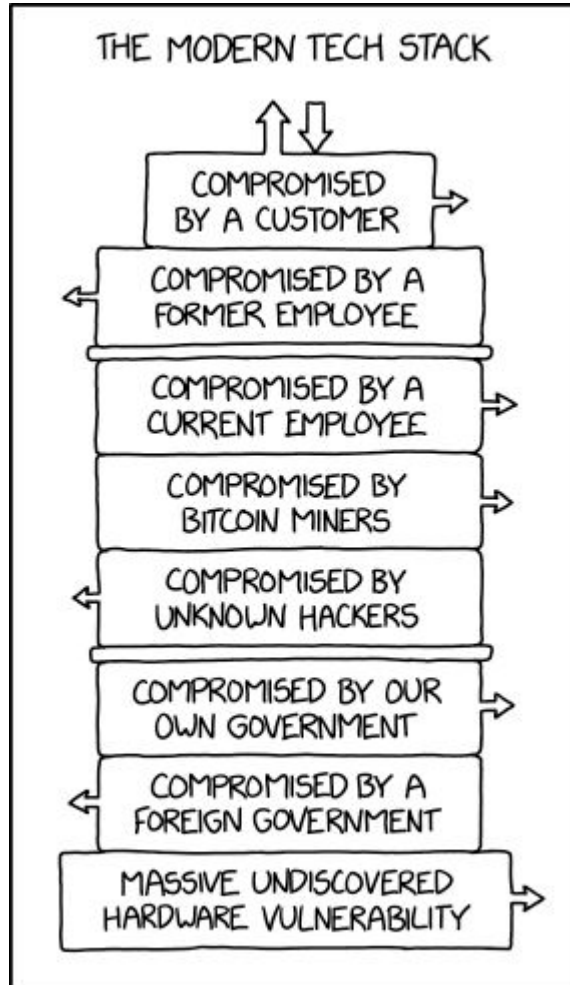 THE MODERN TECH STACK
COMPROMISED
BY A CUSTOMER
COMPROMISED BY A
FORMER EMPLOYEE
COMPROMISED BY A
CURRENT EMPLOYEE
COMPROMISED BY
BITCOIN MINERS
COMPROMISED BY
UNKNOWN HACKERS
COMPROMISED BY OUR
OWN GOVERNMENT
COMPROMISED BY A
FOREIGN GOVERNMENT
MASSIVE UNDISCOVERED
HARDWARE VULNERABILITY